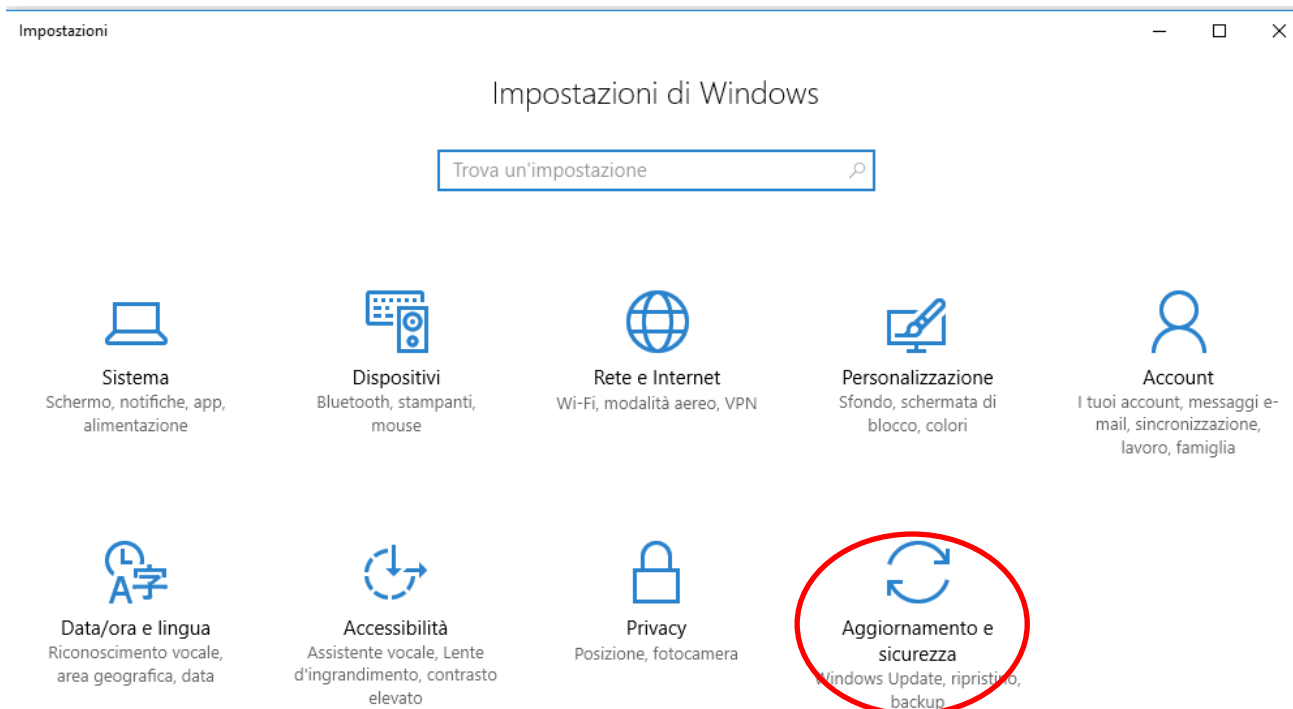 Impostazioni
Impostazioni di Windows
Trova un'impostazione
Sistema
Schermo, notifiche, app,
alimentazione
Dispositivi
Bluetooth, stampanti,
mouse
Rete e Internet
Wi-Fi, modalità aereo, VPN
Personalizzazione
Sfondo, schermata di
blocco, colori
Account
I tuoi account, messaggi e-
mail, sincronizzazione,
lavoro, famiglia
Data/ora e lingua
Riconoscimento vocale,
area geografica, data
Accessibilità
Assistente vocale, Lente
d'ingrandimento, contrasto
elevato
Privacy
Posizione, fotocamera
Aggiornamento e
sicurezza
Windows Update, ripristino,
backup